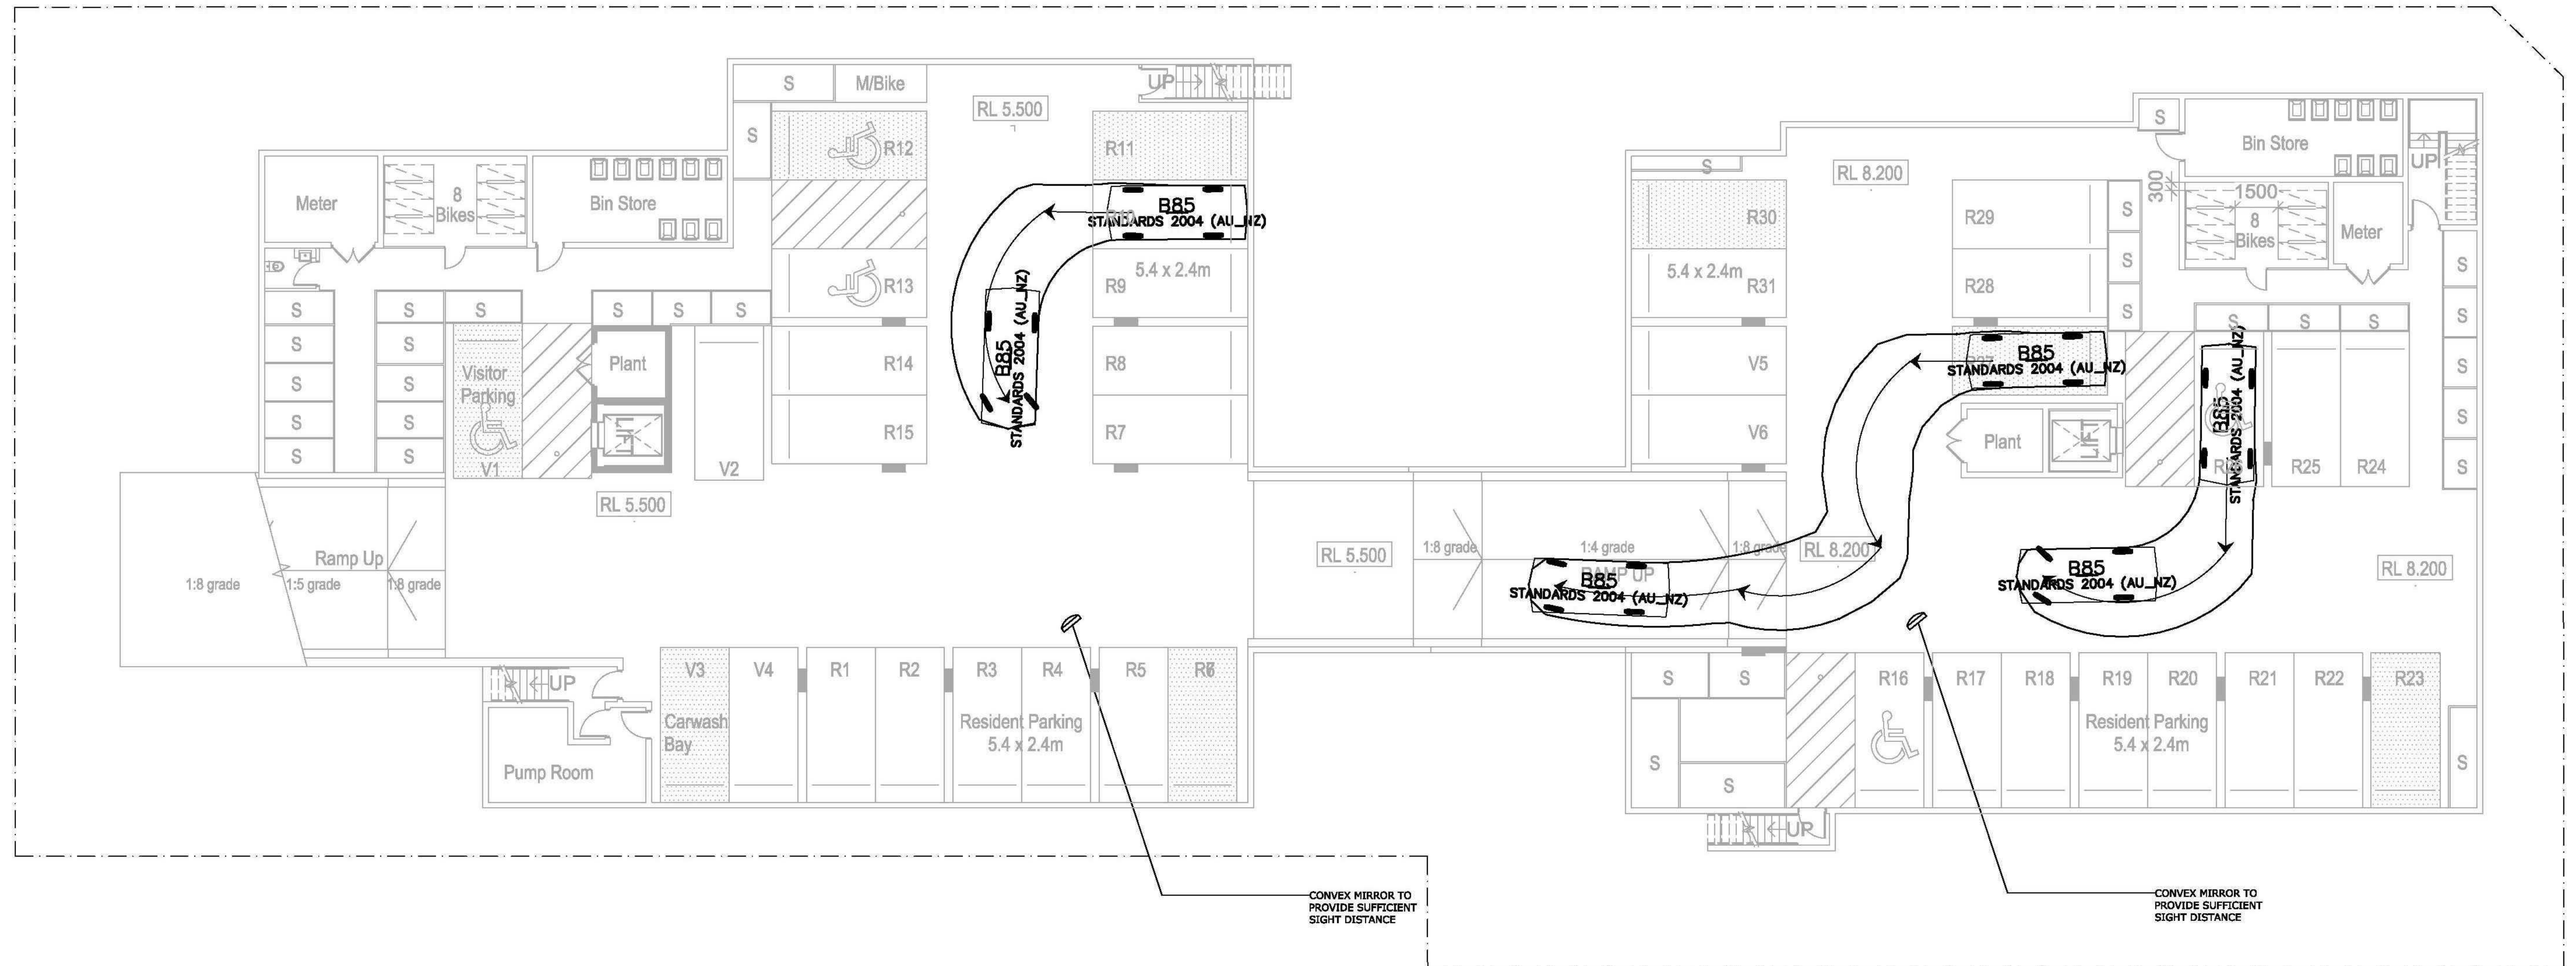 S
M/Bike
UP
RL 5.500
S
R12
R11
Meter
8
Bikes
Bin Store
B85
STANDARDS 2004 (AU_NZ)
R13
R9
5.4 x 2.4m
S
S
S
S
S
S
S
S
S
S
S
S
S
S
Visitor
Parking
V1
Plant
LIFT
V2
R14
R15
B85
STANDARDS 2004 (AU_NZ)
R8
R7
RL 5.500
Ramp Up
1:8 grade
1:5 grade
1:8 grade
UP
Pump Room
V3
Carwash
Bay
V4
R1
R2
R3
R4
R5
R6
Resident Parking
5.4 x 2.4m
CONVEX MIRROR TO
PROVIDE SUFFICIENT
SIGHT DISTANCE
RL 5.500
1:8 grade
1:4 grade
1:8 grade
RAMP UP
B85
STANDARDS 2004 (AU_NZ)
RL 8.200
S
RL 8.200
R30
5.4 x 2.4m
R31
V5
V6
R29
R28
S
S
S
S
Bin Store
UP
300
1500
8
Bikes
Meter
B85
STANDARDS 2004 (AU_NZ)
Plant
LIFT
S
S
S
B85
STANDARDS 2004 (AU_NZ)
R25
R24
S
S
S
S
S
B85
STANDARDS 2004 (AU_NZ)
RL 8.200
S
S
S
S
UP
R16
R17
R18
R19
R20
R21
R22
R23
Resident Parking
5.4 x 2.4m
S
CONVEX MIRROR TO
PROVIDE SUFFICIENT
SIGHT DISTANCE